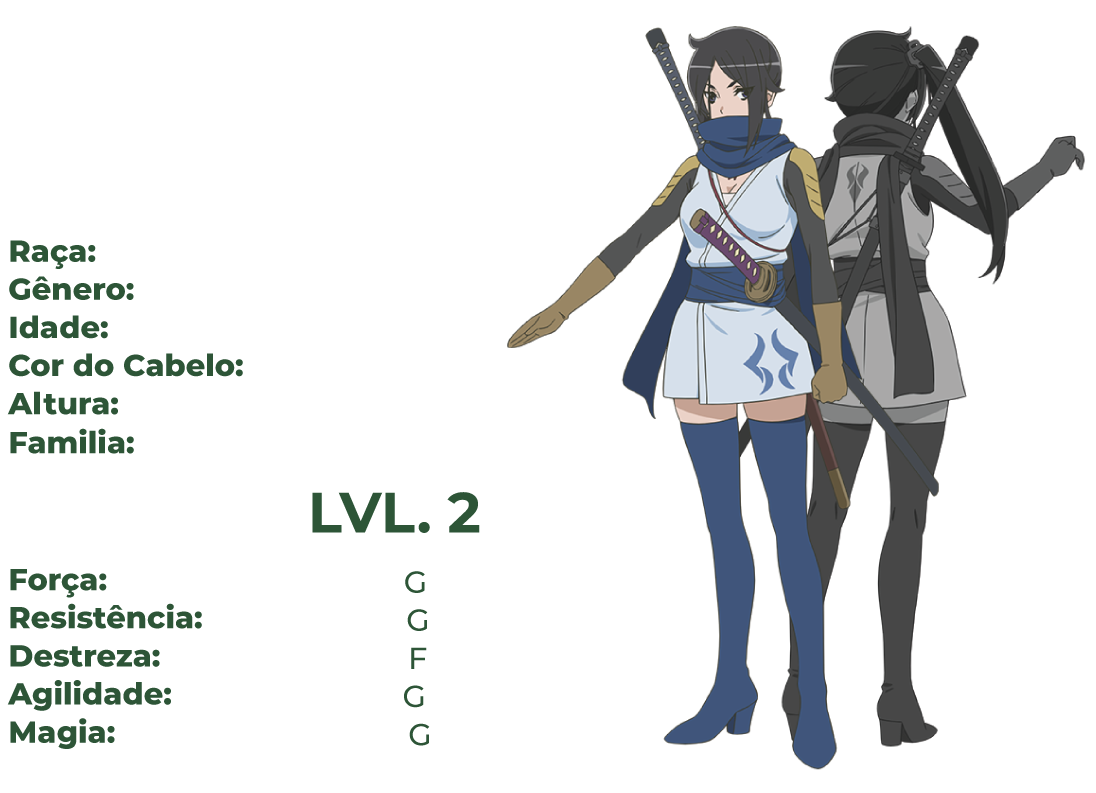 Raça:
Gênero:
Idade:
Cor do Cabelo:
Altura:
Familia:
LVL. 2
Força: G
Resistência: G
Destreza: F
Agilidade: G
Magia: G